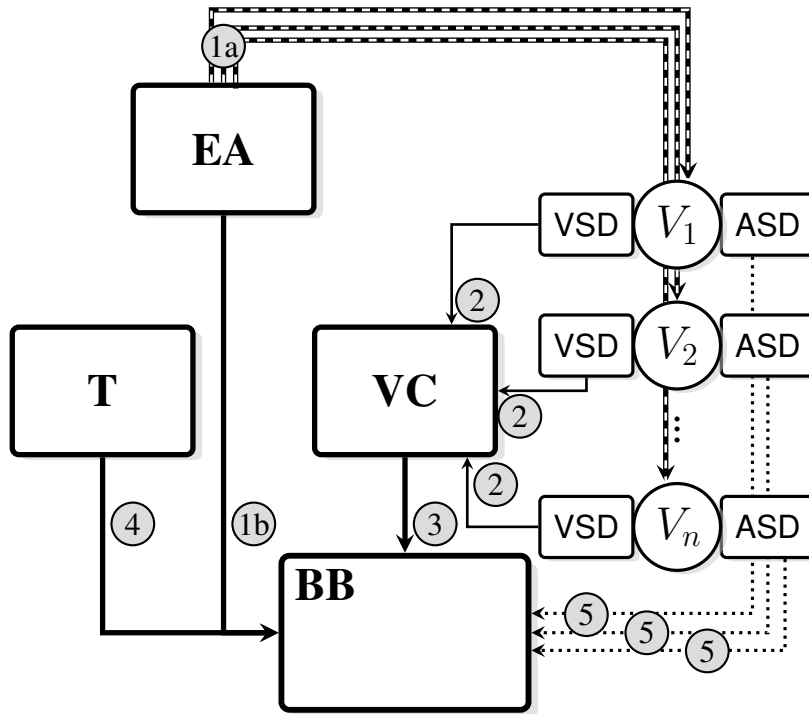 1a
EA
VSD V₁ ASD
2
T
VC
VSD V₂ ASD
2
⋮
2
4
1b
3
VSD Vₙ ASD
BB
5
5
5